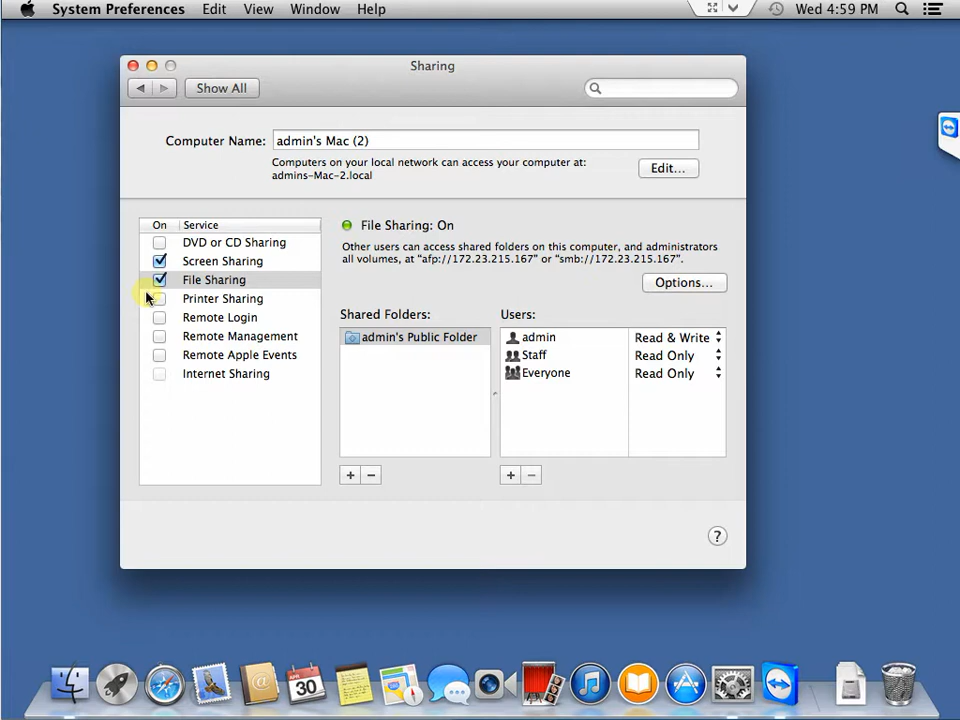 System Preferences Edit View Window Help Wed 4:59 PM
Sharing
Show All
Computer Name: admin's Mac (2)
Computers on your local network can access your computer at:
admins-Mac-2.local
Edit...
On Service
DVD or CD Sharing
Screen Sharing
File Sharing
Printer Sharing
Remote Login
Remote Management
Remote Apple Events
Internet Sharing
File Sharing: On
Other users can access shared folders on this computer, and administrators
all volumes, at “afp://172.23.215.167” or “smb://172.23.215.167”.
Options...
Shared Folders:
admin's Public Folder
Users:
admin Read & Write
Staff Read Only
Everyone Read Only
+ −
+ −
?
APR
30
@